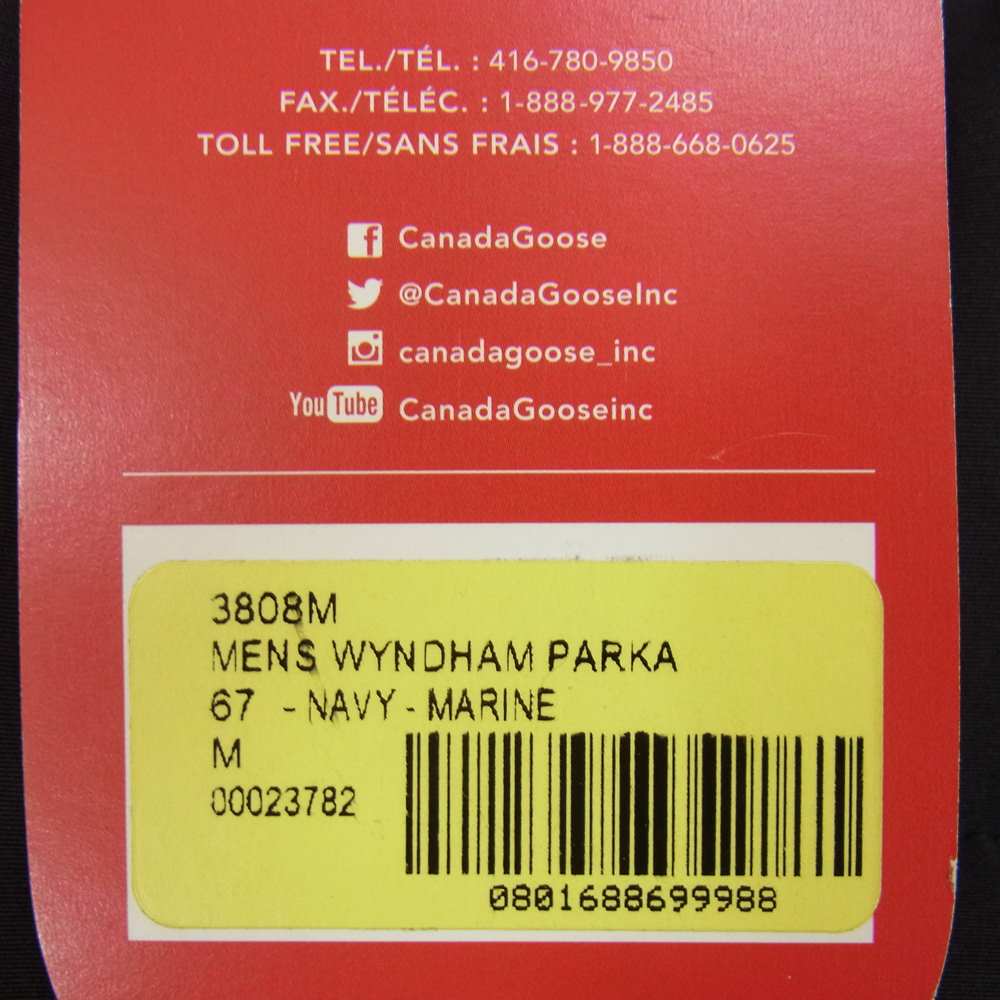 TEL./TÉL. : 416-780-9850
FAX./TÉLÉC. : 1-888-977-2485
TOLL FREE/SANS FRAIS : 1-888-668-0625
f CanadaGoose
@CanadaGooseInc
canadagoose_inc
YouTube CanadaGooseinc
3808M
MENS WYNDHAM PARKA
67 - NAVY - MARINE
M
00023782
0801688699988